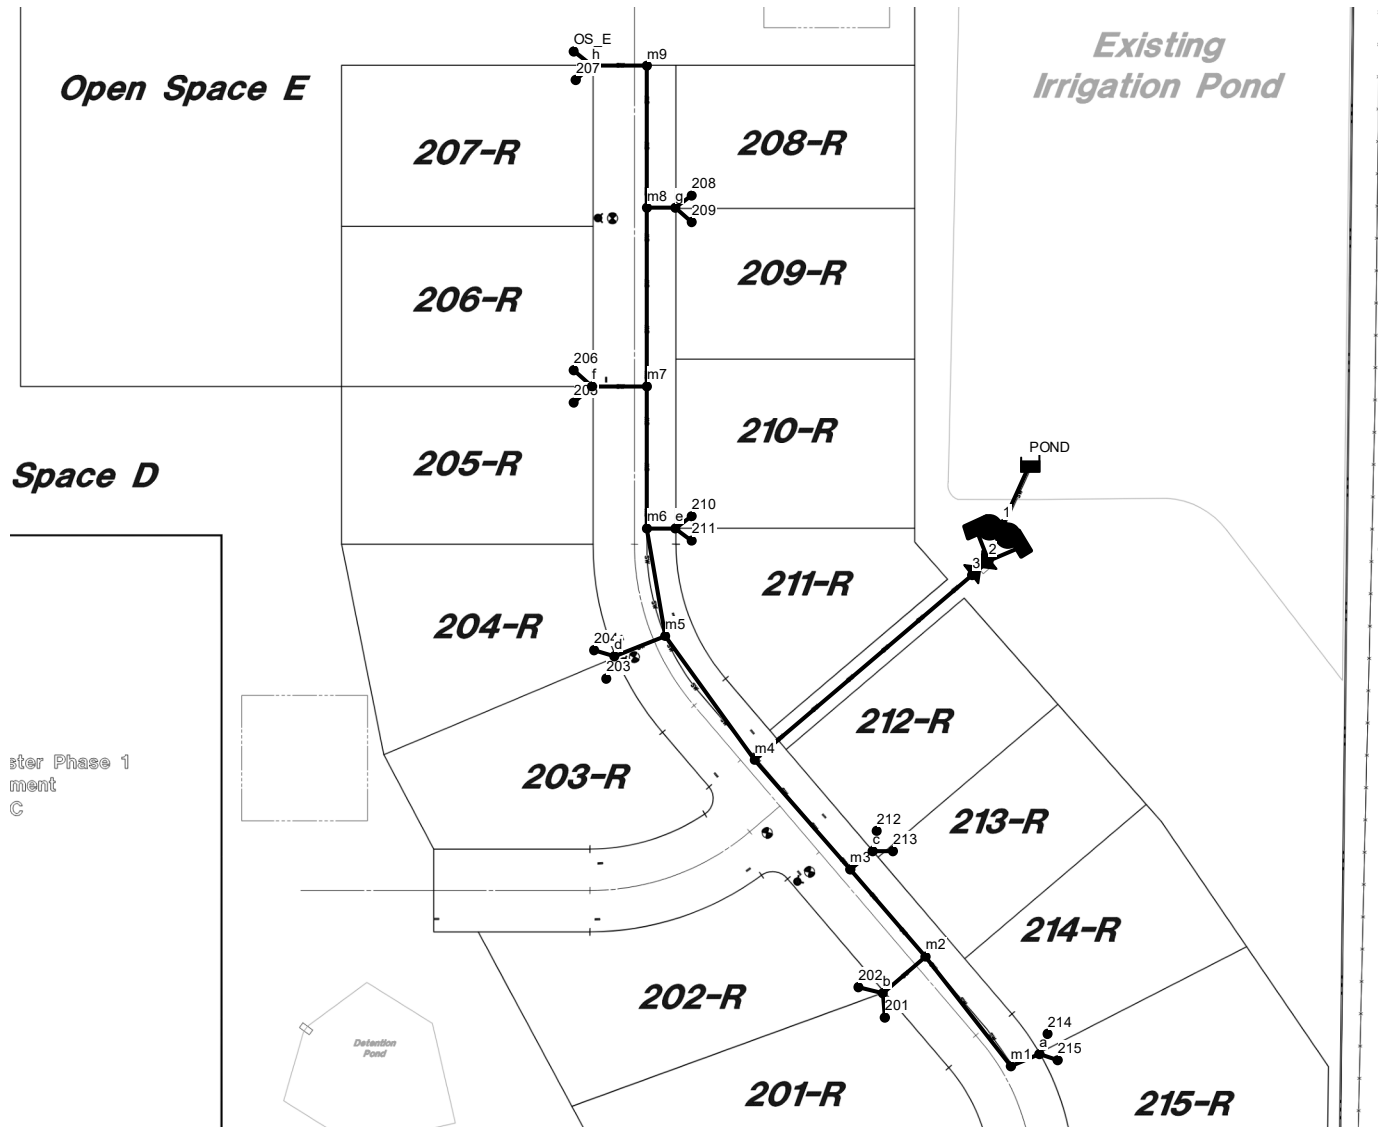 OS_E
h
m9
207
Existing
Irrigation Pond
Open Space E
207-R
208-R
m8
g
208
209
206-R
209-R
206
f
m7
210-R
205-R
POND
Space D
m6
e
210
211
1
2
3
211-R
204-R
m5
d
203
212-R
203-R
m4
ster Phase 1
ment
C
213-R
212
c
213
m3
214-R
m2
202
b
201
202-R
214
a
215
m1
Detention
Pond
201-R
215-R